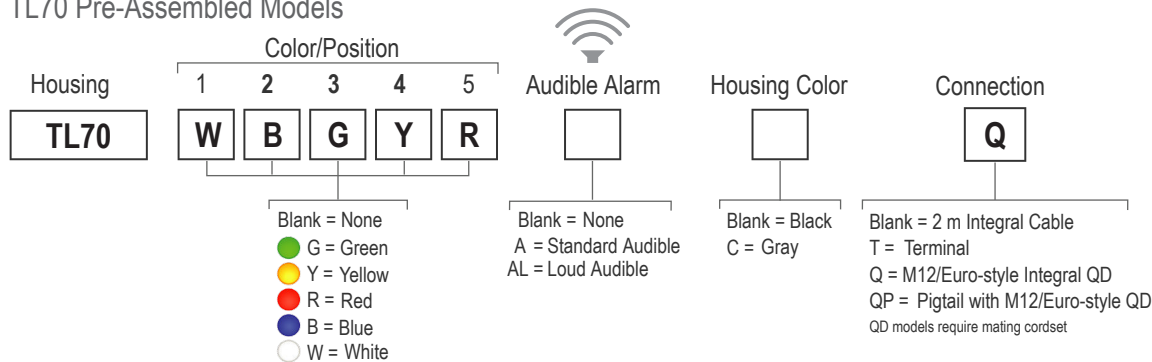 TL70 Pre-Assembled Models
Color/Position
Housing 1 2 3 4 5 Audible Alarm Housing Color Connection
TL70 W B G Y R Q
Blank = None
G = Green
Y = Yellow
R = Red
B = Blue
W = White
Blank = None
A = Standard Audible
AL = Loud Audible
Blank = Black
C = Gray
Blank = 2 m Integral Cable
T = Terminal
Q = M12/Euro-style Integral QD
QP = Pigtail with M12/Euro-style QD
QD models require mating cordset